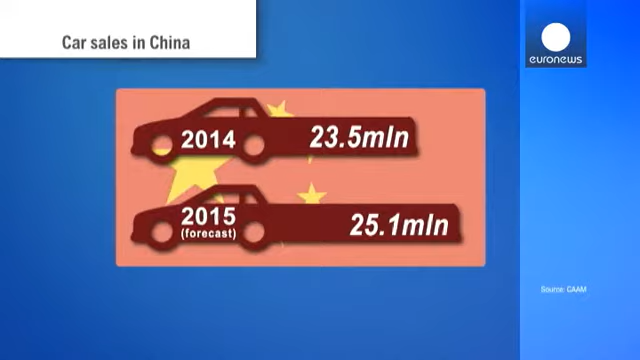 Car sales in China
euronews
2014
23.5mln
2015
(forecast)
25.1mln
Source: CAAM